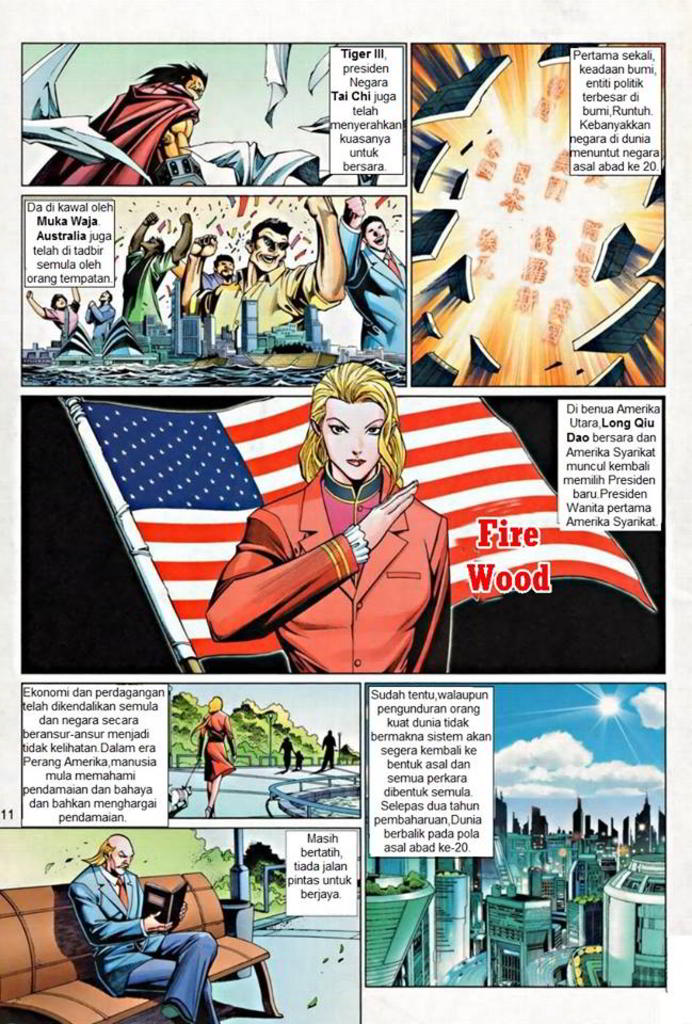 Tiger III,
presiden
Negara
Tai Chi juga
telah
menyerahkan
kuasanya
untuk
bersara.
Pertama sekali,
keadaan bumi,
entiti politik
terbesar di
bumi,Runtuh.
Kebanyakkan
negara di dunia
menuntut negara
asal ke 20.
日本
俄羅斯
埃及
Da di kawal oleh
Muka Waja.
Australia juga
telah di tadbir
semula oleh
orang tempatan.
Di benua Amerika
Utara,Long Qiu
Dao bersara dan
Amerika Syarikat
muncul kembali
memilih Presiden
baru.Presiden
Wanita pertama
Amerika Syarikat.
Fire
Wood
Ekonomi dan perdagangan
telah dikendalikan semula
dan negara secara
beransur-ansur menjadi
tidak kelihatan.Dalam era
Perang Amerika,manusia
mula memahami
pendamaian dan bahaya
dan bahkan menghargai
pendamaian.
Sudah tentu,walaupun
pengunduran orang
kuat dunia tidak
bermakna sistem akan
segera kembali ke
bentuk asal dan
semua perkara
dibentuk semula.
Selepas dua tahun
pembaharuan,Dunia
berbalik pada pola
asal abad ke-20.
11
Masih
bertatih,
tiada jalan
pintas untuk
berjaya.